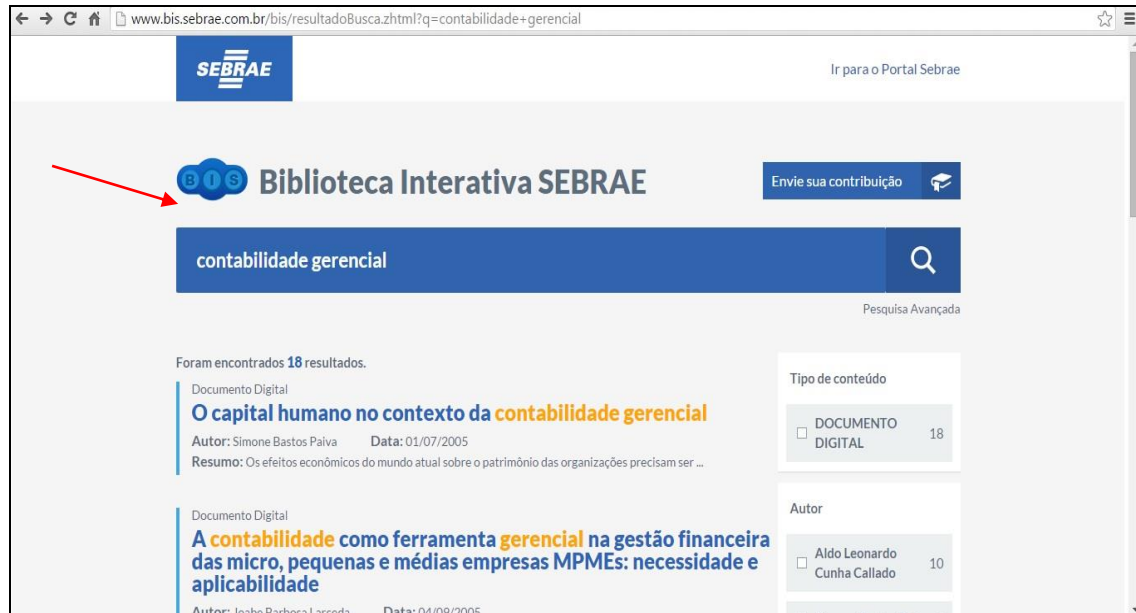 www.bis.sebrae.com.br/bis/resultadoBusca.zhtml?q=contabilidade+gerencial
SEBRAE
Ir para o Portal Sebrae
BIS Biblioteca Interativa SEBRAE
Envie sua contribuição
contabilidade gerencial
Pesquisa Avançada
Foram encontrados 18 resultados.
Documento Digital
O capital humano no contexto da contabilidade gerencial
Autor: Simone Bastos Paiva Data: 01/07/2005
Resumo: Os efeitos econômicos do mundo atual sobre o patrimônio das organizações precisam ser ...
Documento Digital
A contabilidade como ferramenta gerencial na gestão financeira
das micro, pequenas e médias empresas MPMEs: necessidade e
aplicabilidade
Autor: Data: 04/09/2005
Tipo de conteúdo
DOCUMENTO
DIGITAL 18
Autor
Aldo Leonardo
Cunha Callado 10